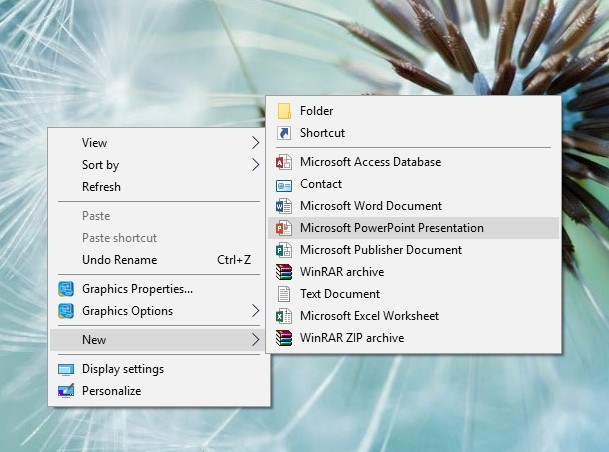 View
Sort by
Refresh
Paste
Paste shortcut
Undo Rename Ctrl+Z
Graphics Properties...
Graphics Options
New
Display settings
Personalize
Folder
Shortcut
Microsoft Access Database
Contact
Microsoft Word Document
Microsoft PowerPoint Presentation
Microsoft Publisher Document
WinRAR archive
Text Document
Microsoft Excel Worksheet
WinRAR ZIP archive